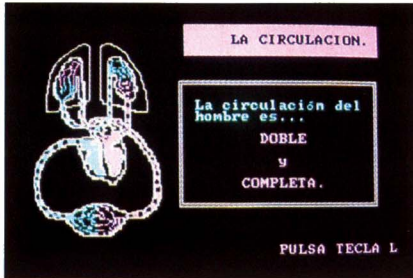 LA CIRCULACION.
La circulación del
hombre es...
DOBLE
y
COMPLETA.
PULSA TECLA L